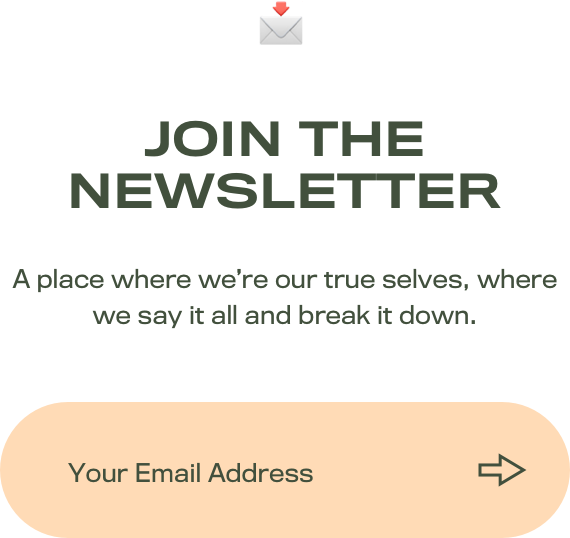 JOIN THE
NEWSLETTER
A place where we’re our true selves, where
we say it all and break it down.
Your Email Address